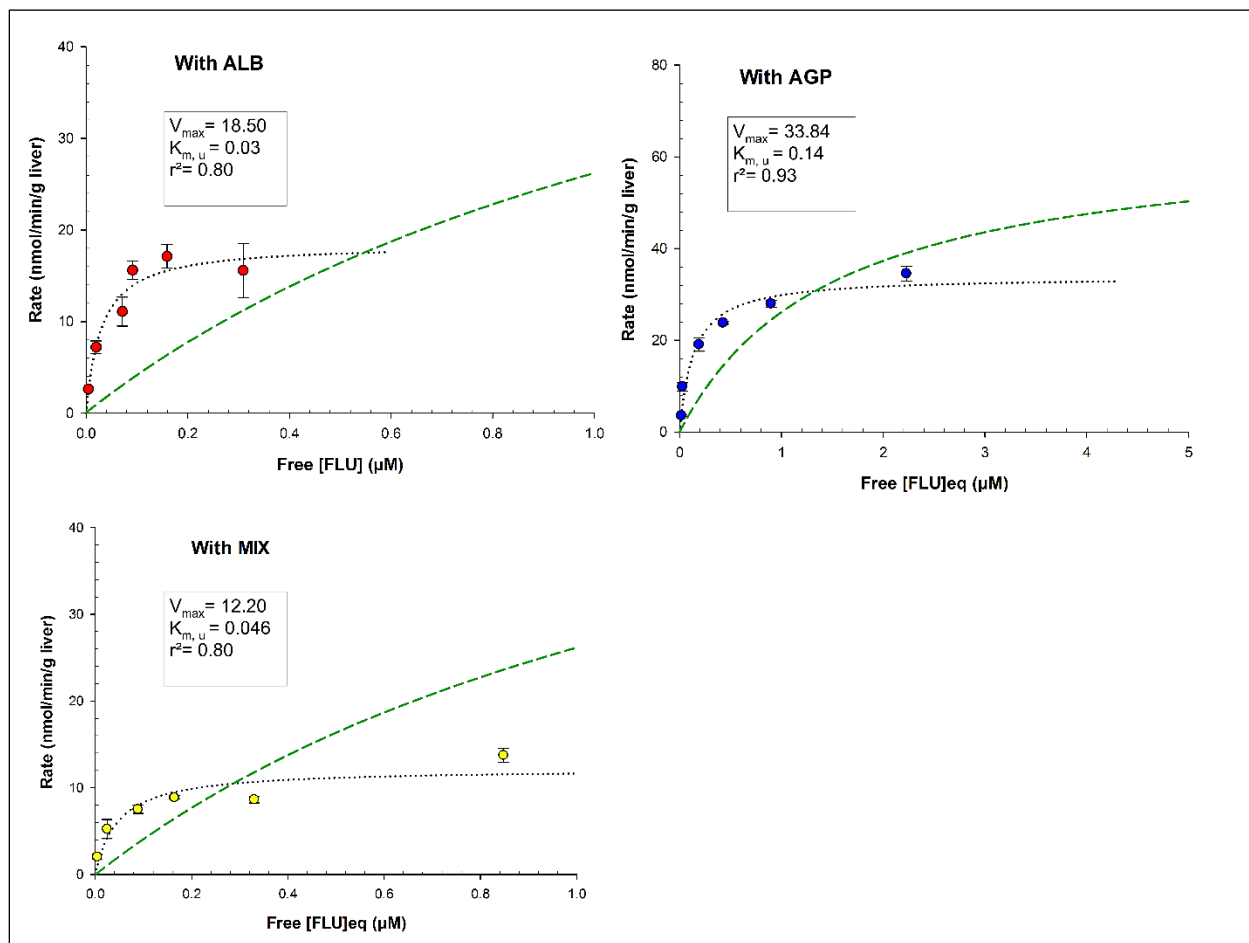 With ALB
Vmax= 18.50
Km, u = 0.03
r²= 0.80
Rate (nmol/min/g liver)
40
30
20
10
0
0.0 0.2 0.4 0.6 0.8 1.0
Free [FLU] (µM)
With AGP
Vmax= 33.84
Km, u = 0.14
r²= 0.93
Rate (nmol/min/g liver)
80
60
40
20
0
0 1 2 3 4 5
Free [FLU]eq (µM)
With MIX
Vmax= 12.20
Km, u = 0.046
r²= 0.80
Rate (nmol/min/g liver)
40
30
20
10
0
0.0 0.2 0.4 0.6 0.8 1.0
Free [FLU]eq (µM)